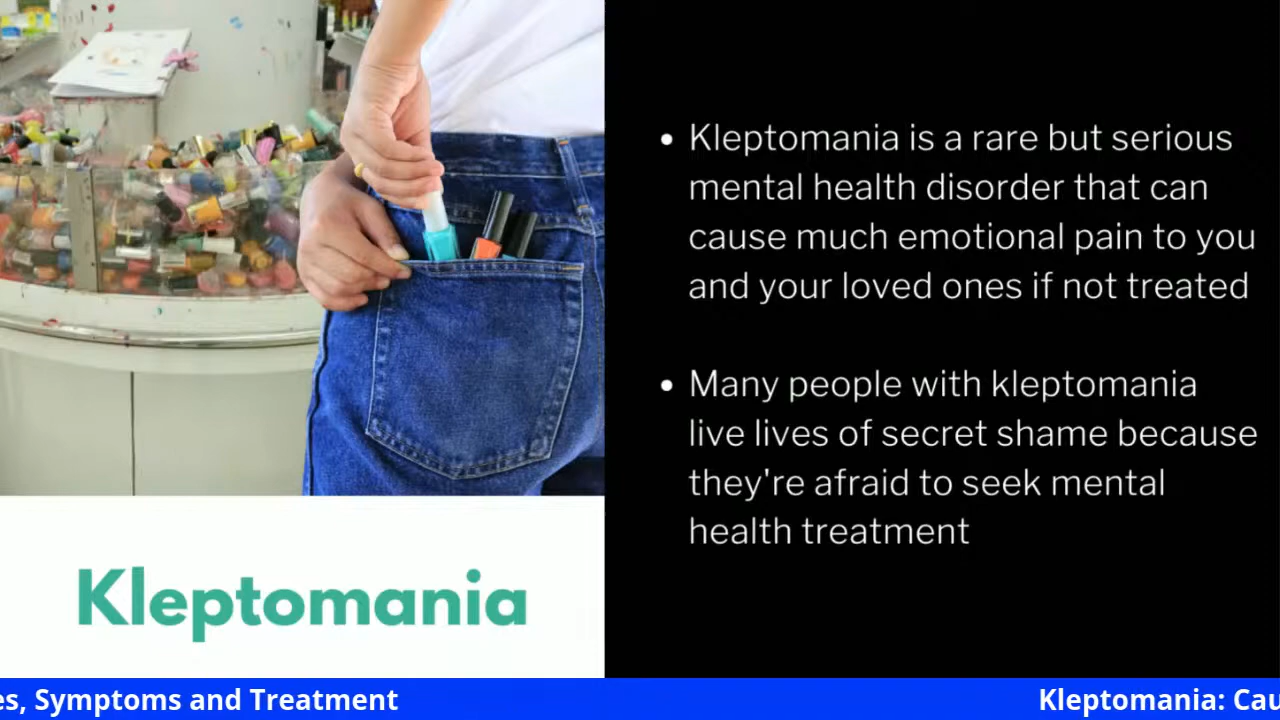 • Kleptomania is a rare but serious
mental health disorder that can
cause much emotional pain to you
and your loved ones if not treated
• Many people with kleptomania
live lives of secret shame because
they're afraid to seek mental
health treatment
Kleptomania
es, Symptoms and Treatment
Kleptomania: Cau